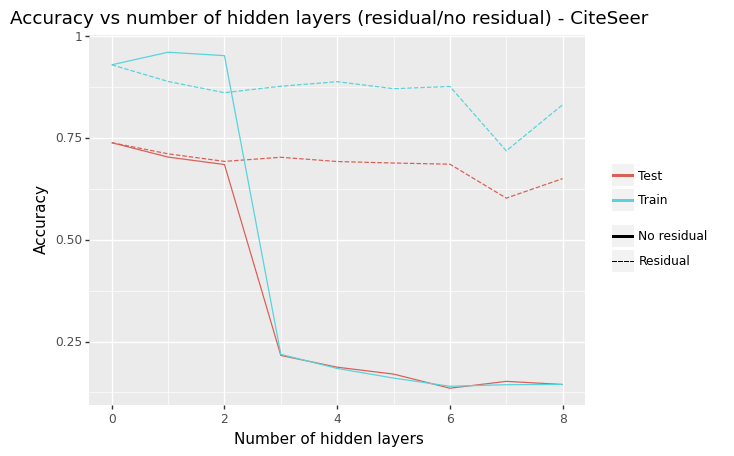 Accuracy vs number of hidden layers (residual/no residual) - CiteSeer
1
0.75
0.50
0.25
Accuracy
0 2 4 6 8
Number of hidden layers
Test
Train
No residual
Residual